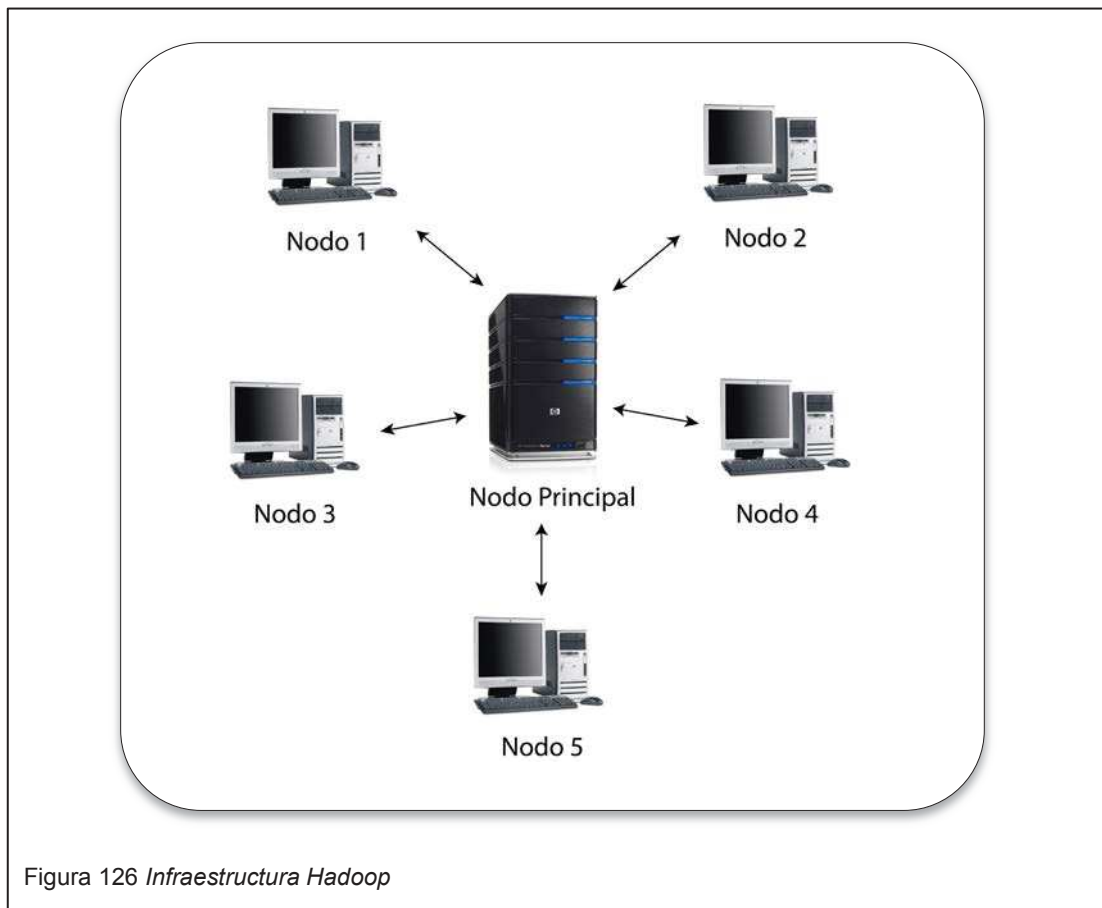 Nodo 1
Nodo 2
Nodo 3
Nodo Principal
Nodo 4
Nodo 5
Figura 126 Infraestructura Hadoop